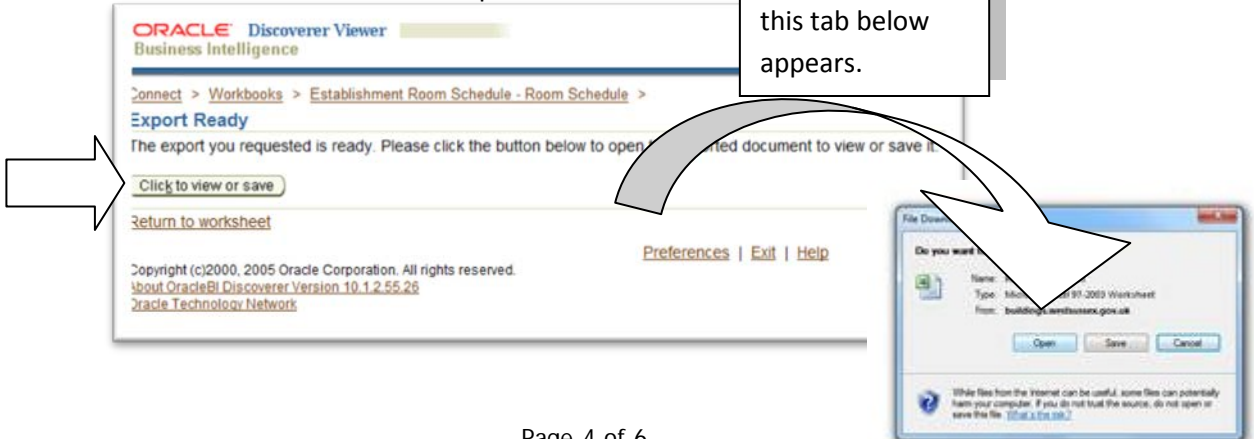 this tab below
appears.
ORACLE Discoverer Viewer
Business Intelligence
Connect > Workbooks > Establishment Room Schedule - Room Schedule >
Export Ready
The export you requested is ready. Please click the button below to open document to view or save it.
Click to view or save
Return to worksheet
Preferences | Exit | Help
Copyright (c)2000, 2005 Oracle Corporation. All rights reserved.
About OracleBI Discoverer Version 10.1.2.55.26
Oracle Technology Network
File
Do you want
Name:
Type: 97-2003 Worksheet
From: buildings.westsussex.gov.uk
Open Save Cancel
While files from the Internet can be useful, some files can potentially
harm your computer. If you do not trust the source, do not open or
save this file. What's the risk?
Page 4 of 6